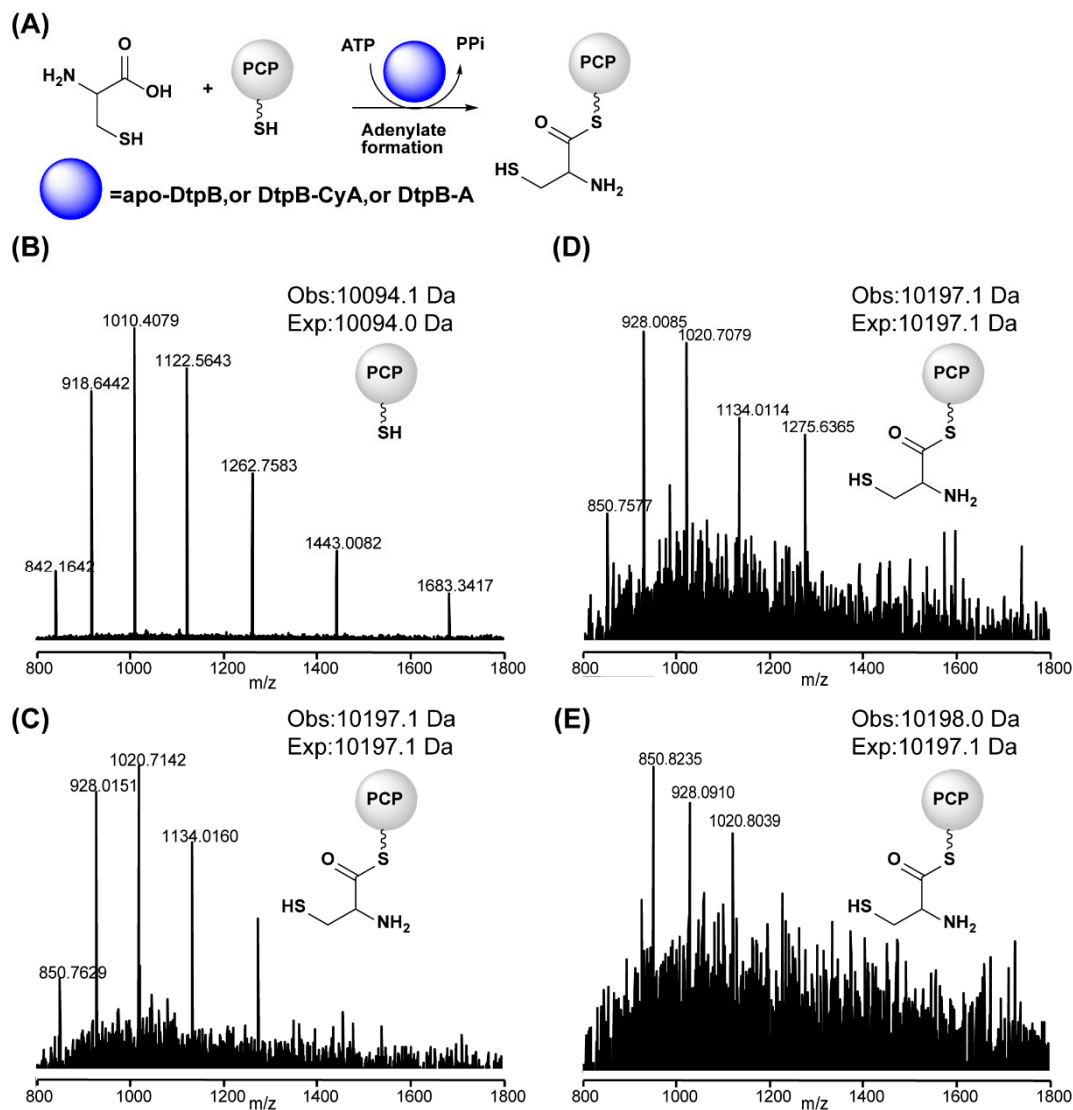 (A)
O
H₂N
OH
SH
+
PCP
SH
ATP
PPi
Adenylate
formation
PCP
S
O
HS
NH₂
=apo-DtpB,or DtpB-CyA,or DtpB-A
(B)
Obs:10094.1 Da
Exp:10094.0 Da
PCP
SH
1010.4079
1122.5643
918.6442
1262.7583
1443.0082
842.1642
1683.3417
800 1000 1200 1400 1600 1800
m/z
(D)
Obs:10197.1 Da
Exp:10197.1 Da
PCP
S
O
HS
NH₂
928.0085
1020.7079
1134.0114
1275.6365
850.7577
800 1000 1200 1400 1600 1800
m/z
(C)
Obs:10197.1 Da
Exp:10197.1 Da
PCP
S
O
HS
NH₂
1020.7142
928.0151
1134.0160
850.7629
800 1000 1200 1400 1600 1800
m/z
(E)
Obs:10198.0 Da
Exp:10197.1 Da
PCP
S
O
HS
NH₂
850.8235
928.0910
1020.8039
800 1000 1200 1400 1600 1800
m/z